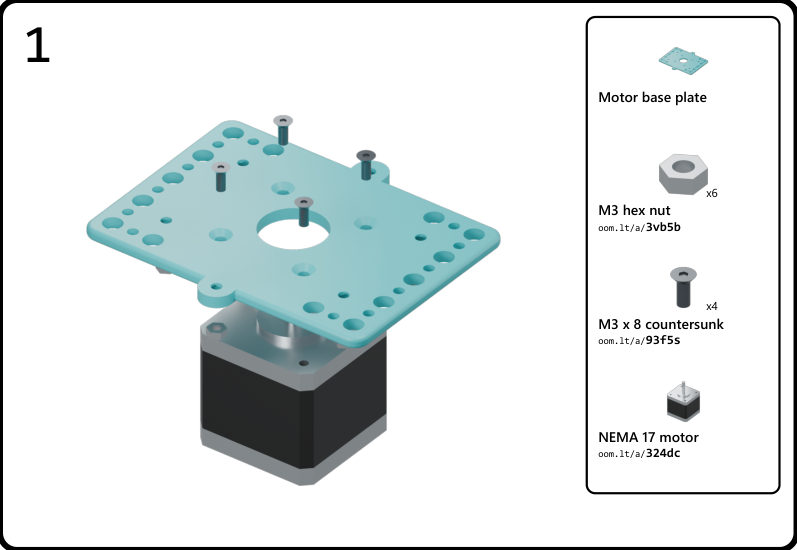 1
Motor base plate
x6
M3 hex nut
oom.lt/a/3vb5b
x4
M3 x 8 countersunk
oom.lt/a/93f5s
NEMA 17 motor
oom.lt/a/324dc